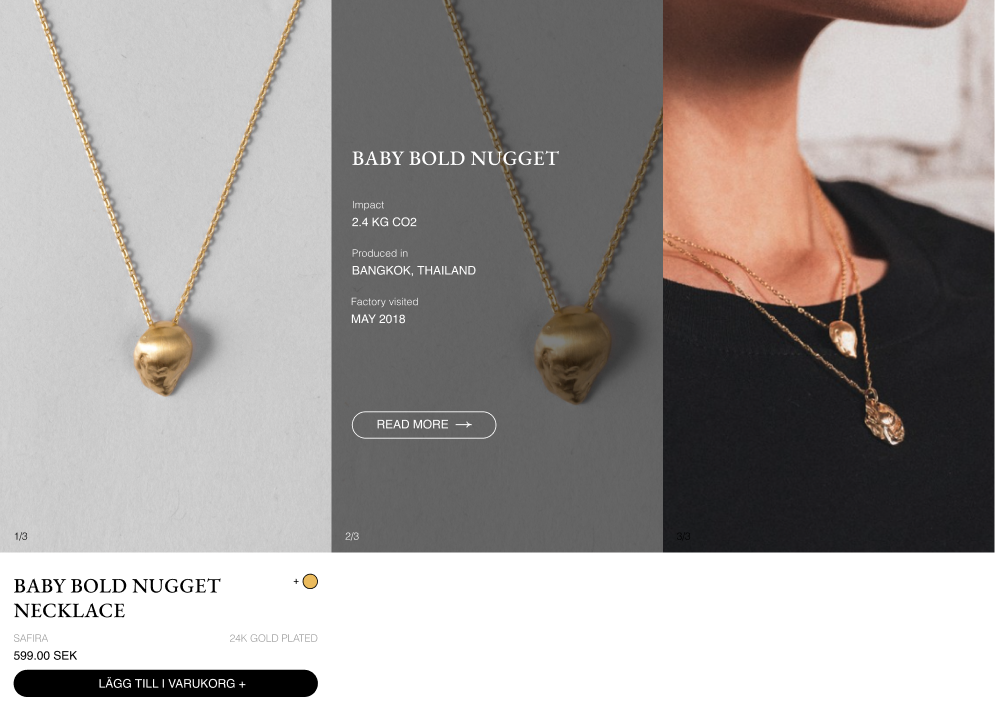 BABY BOLD NUGGET
Impact
2.4 KG CO2
Produced in
BANGKOK, THAILAND
Factory visited
MAY 2018
READ MORE →
1/3
2/3
3/3
BABY BOLD NUGGET
NECKLACE
+
SAFIRA
24K GOLD PLATED
599.00 SEK
LÄGG TILL I VARUKORG +